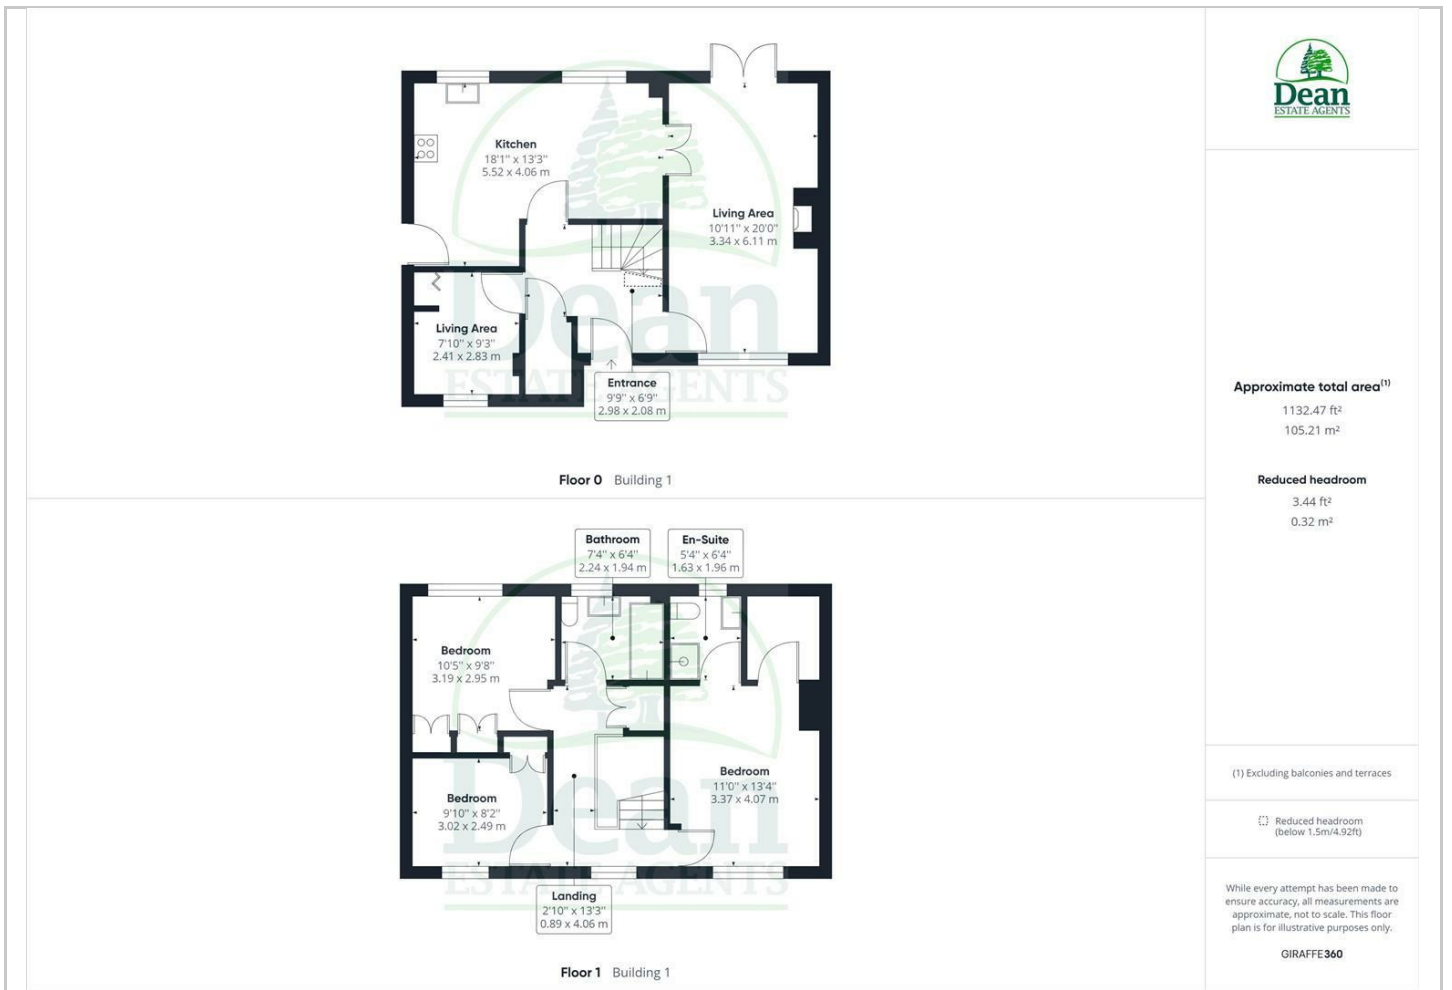 Kitchen
18'1" x 13'3"
5.52 x 4.06 m
Living Area
10'11" x 20'0"
3.34 x 6.11 m
Living Area
7'10" x 9'3"
2.41 x 2.83 m
Entrance
9'9" x 6'9"
2.98 x 2.08 m
Dean
ESTATE AGENTS
Floor 0 Building 1
Bathroom
7'4" x 6'4"
2.24 x 1.94 m
En-Suite
5'4" x 6'4"
1.63 x 1.96 m
Bedroom
10'5" x 9'8"
3.19 x 2.95 m
Bedroom
11'0" x 13'4"
3.37 x 4.07 m
Bedroom
9'10" x 8'2"
3.02 x 2.49 m
Landing
2'10" x 13'3"
0.89 x 4.06 m
Dean
ESTATE AGENTS
Floor 1 Building 1
Dean
ESTATE AGENTS
Approximate total area(1)
1132.47 ft²
105.21 m²
Reduced headroom
3.44 ft²
0.32 m²
(1) Excluding balconies and terraces
Reduced headroom
(below 1.5m/4.92ft)
While every attempt has been made to
ensure accuracy, all measurements are
approximate, not to scale. This floor
plan is for illustrative purposes only.
GIRAFFE360